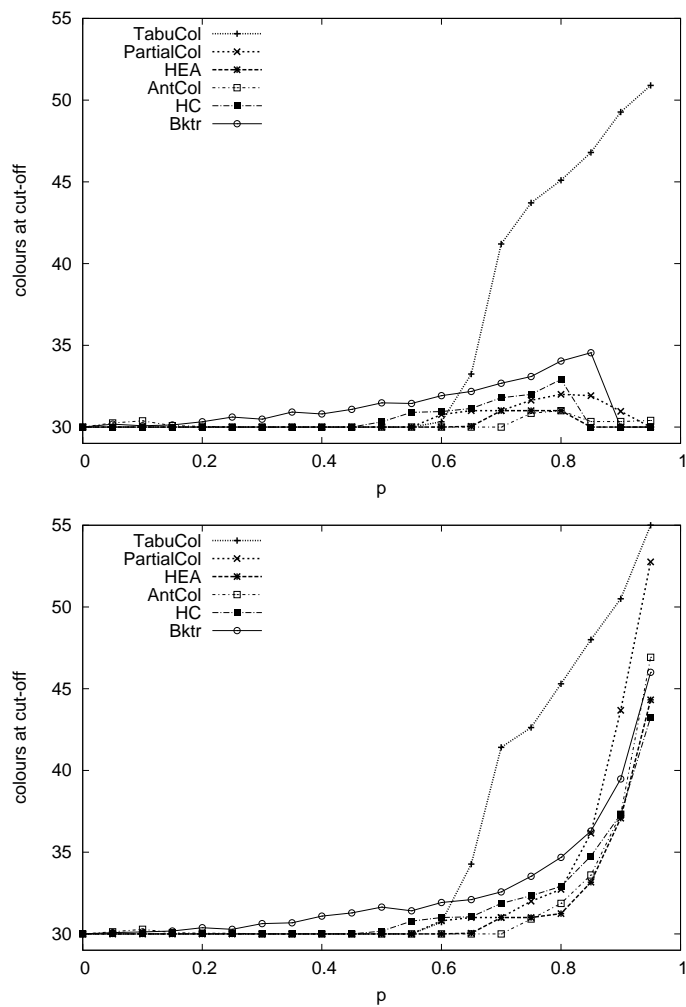 55
50
45
40
35
30
colours at cut-off
TabuCol
PartialCol
HEA
AntCol
HC
Bktr
0
0.2
0.4
0.6
0.8
1
p
55
50
45
40
35
30
colours at cut-off
TabuCol
PartialCol
HEA
AntCol
HC
Bktr
0
0.2
0.4
0.6
0.8
1
p